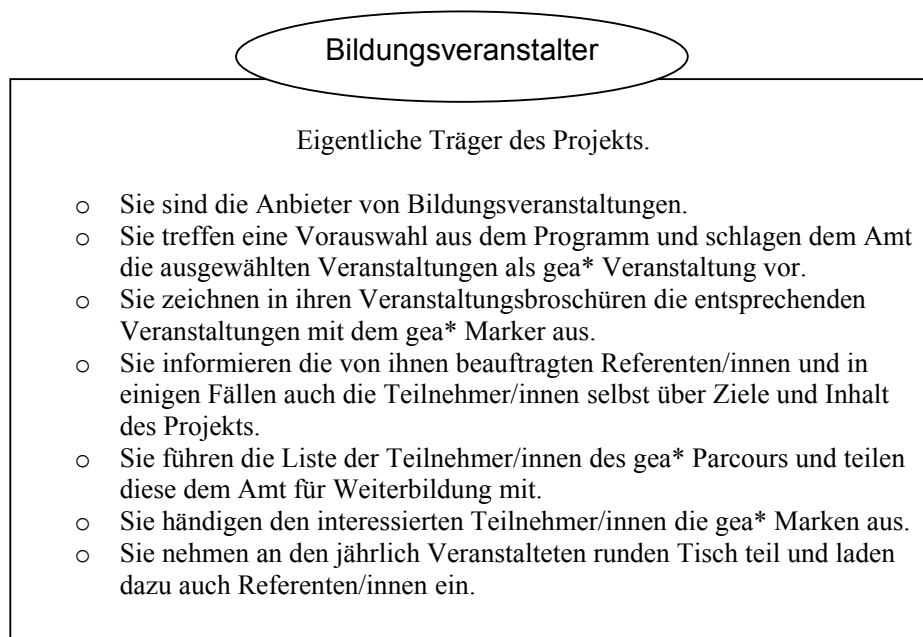 Bildungsveranstalter
Eigentliche Träger des Projekts.
o Sie sind die Anbieter von Bildungsveranstaltungen.
o Sie treffen eine Vorauswahl aus dem Programm und schlagen dem Amt
die ausgewählten Veranstaltungen als gea* Veranstaltung vor.
o Sie zeichnen in ihren Veranstaltungsbroschüren die entsprechenden
Veranstaltungen mit dem gea* Marker aus.
o Sie informieren die von ihnen beauftragten Referenten/innen und in
einigen Fällen auch die Teilnehmer/innen selbst über Ziele und Inhalt
des Projekts.
o Sie führen die Liste der Teilnehmer/innen des gea* Parcours und teilen
diese dem Amt für Weiterbildung mit.
o Sie händigen den interessierten Teilnehmer/innen die gea* Marken aus.
o Sie nehmen an den jährlich Veranstalteten runden Tisch teil und laden
dazu auch Referenten/innen ein.